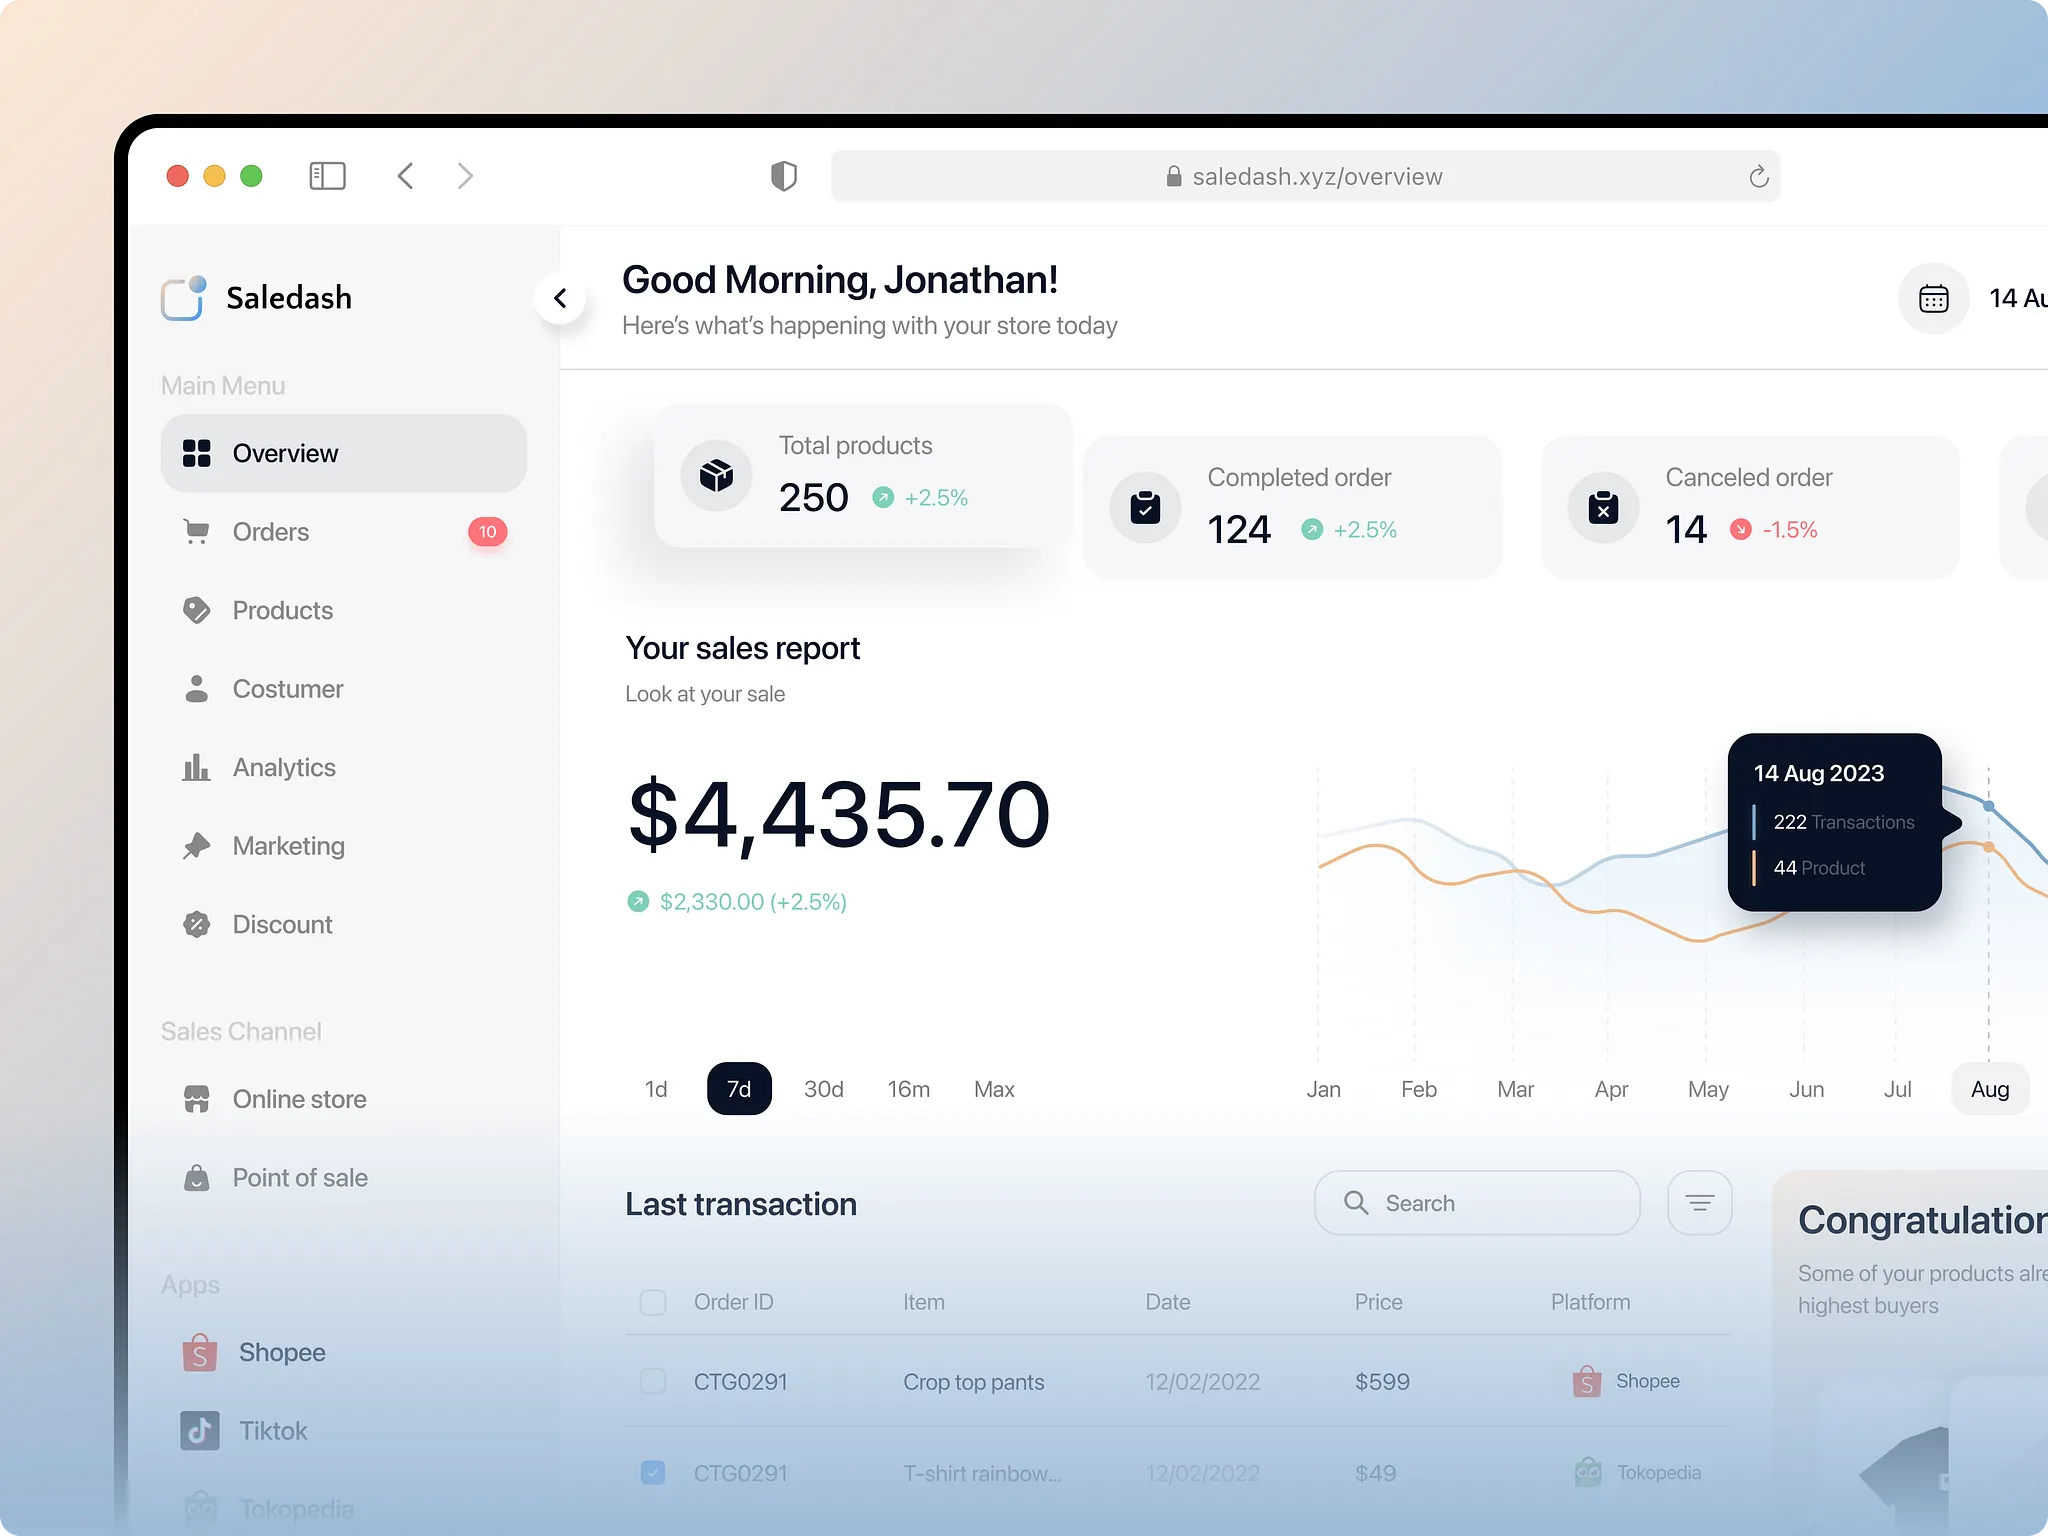 saledash.xyz/overview
Saledash
Main Menu
Overview
Orders
10
Products
Costumer
Analytics
Marketing
Discount
Sales Channel
Online store
Point of sale
Apps
Shopee
Tiktok
Tokopedia
Good Morning, Jonathan!
Here's what's happening with your store today
14 Au
Total products
250 +2.5%
Completed order
124 +2.5%
Canceled order
14 -1.5%
Your sales report
Look at your sale
$4,435.70
$2,330.00 (+2.5%)
1d 7d 30d 16m Max
14 Aug 2023
222 Transactions
44 Product
Jan Feb Mar Apr May Jun Jul Aug
Last transaction
Search
Order ID Item Date Price Platform
CTG0291 Crop top pants 12/02/2022 $599 Shopee
CTG0291 T-shirt rainbow... 12/02/2022 $49 Tokopedia
Congratulation
Some of your products alre
highest buyers